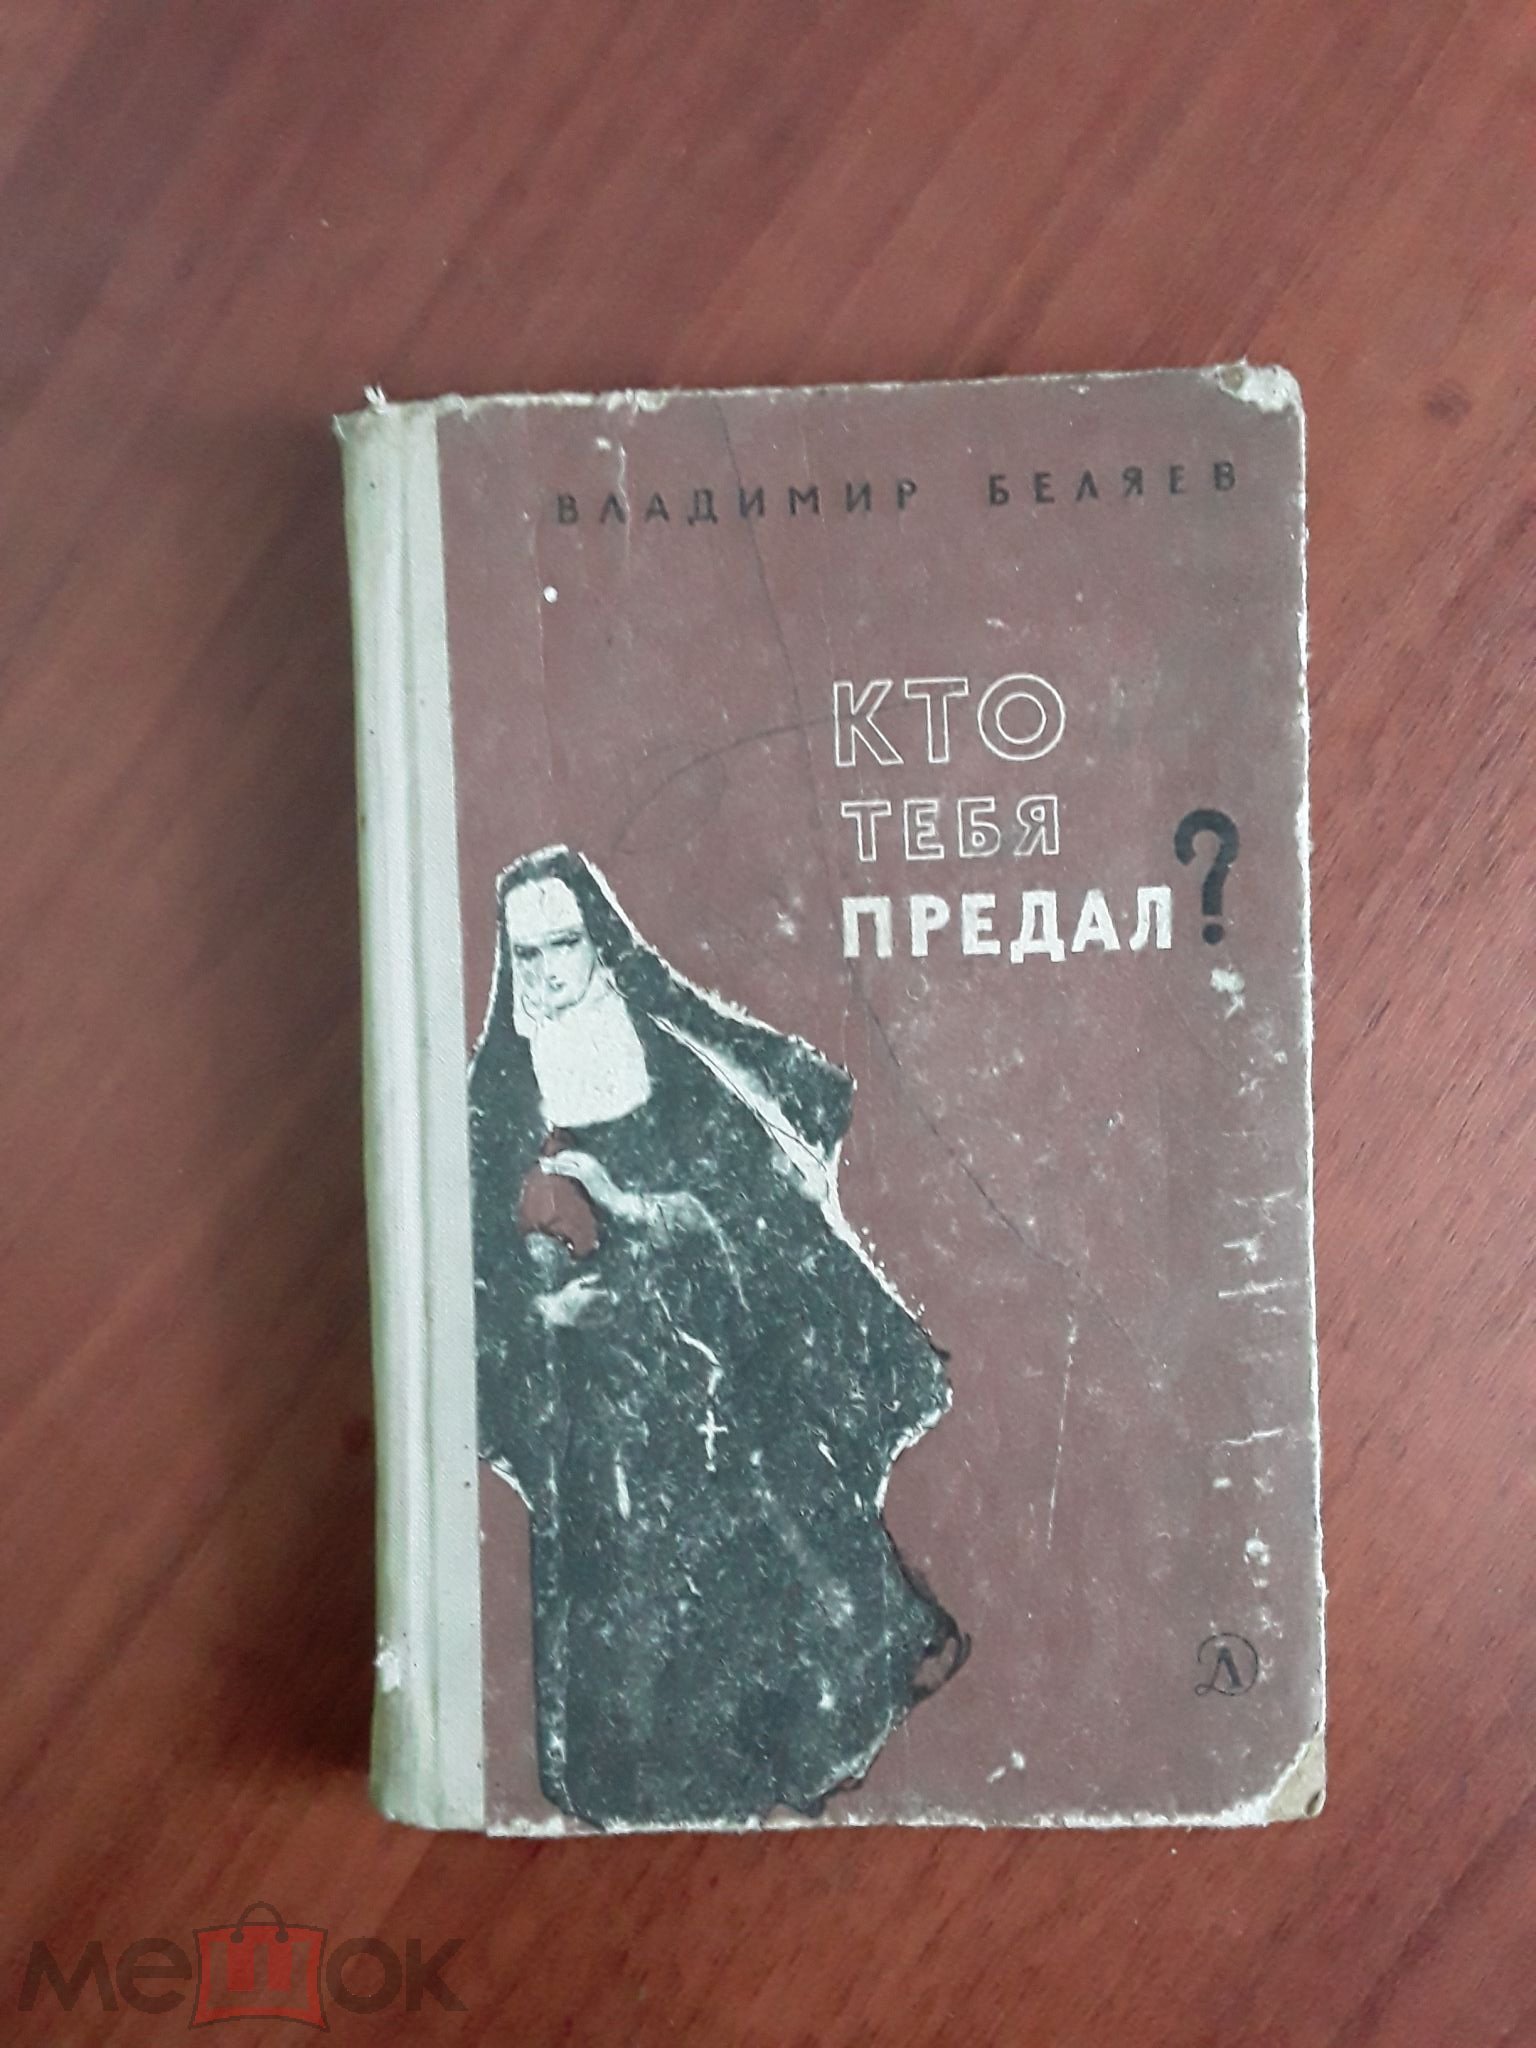 ВЛАДИМИР БЕЛЯЕВ
КТО
ТЕБЯ
ПРЕДАЛ?
Д
мешок